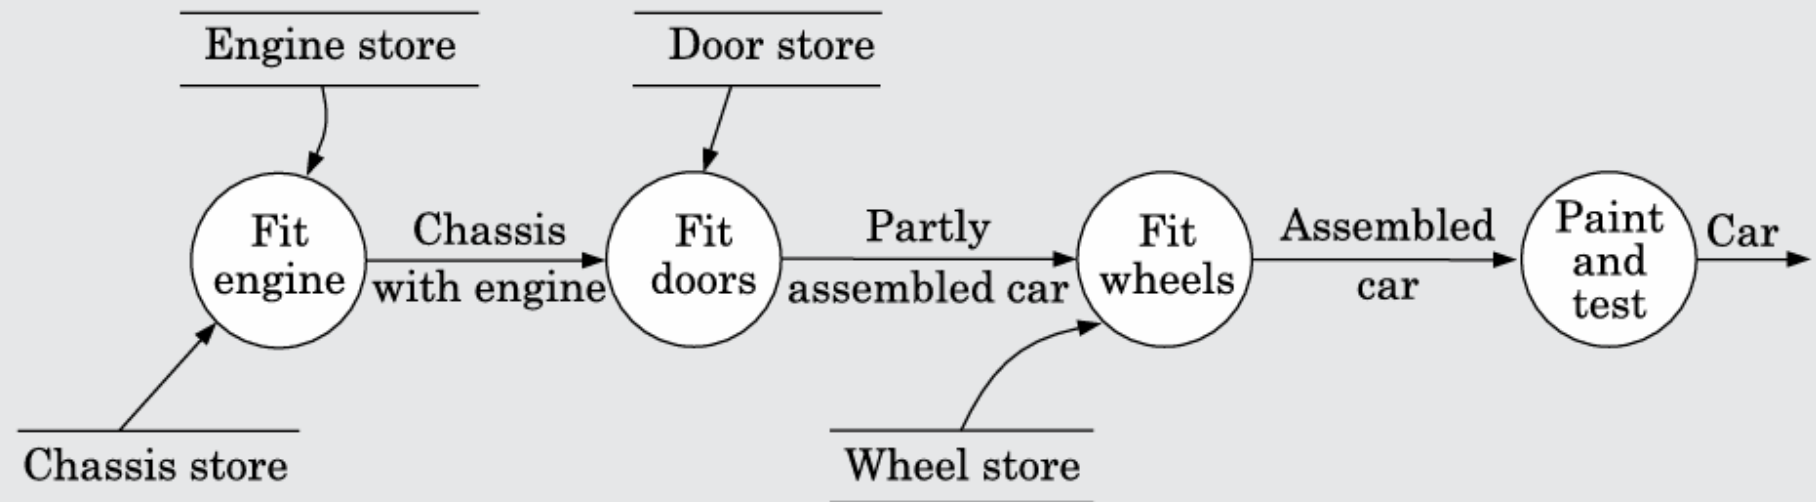 Engine store
Door store
Fit
engine
Chassis
with engine
Fit
doors
Partly
assembled car
Fit
wheels
Assembled
car
Paint
and
test
Car
Chassis store
Wheel store